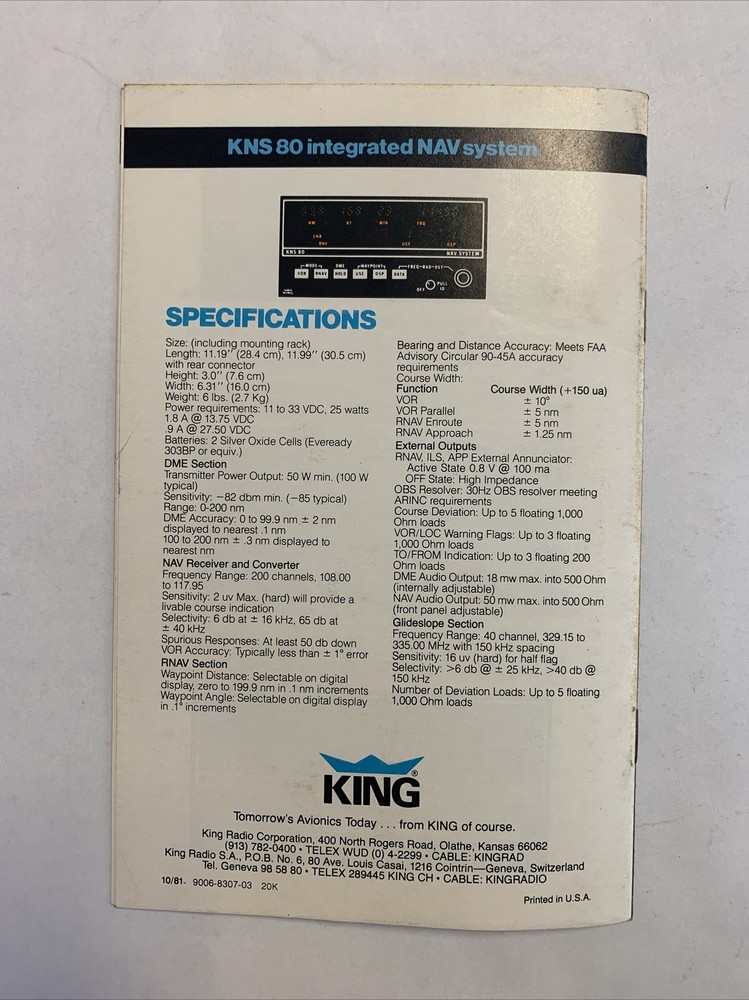 KNS 80 integrated NAV system
NM KT MIN FRQ
CHR
RNV USE DSP
KNS 80 NAV SYSTEM
MODE DME WAYPOINT FREQ-RAD-DST
VOR RNAV HOLD USE DSP DATA
OFF PULL ID
KING
SPECIFICATIONS
Size: (including mounting rack)
Length: 11.19" (28.4 cm), 11.99" (30.5 cm)
with rear connector
Height: 3.0" (7.6 cm)
Width: 6.31" (16.0 cm)
Weight: 6 lbs. (2.7 Kg)
Power requirements: 11 to 33 VDC, 25 watts
1.8 A @ 13.75 VDC
.9 A @ 27.50 VDC
Batteries: 2 Silver Oxide Cells (Eveready
303BP or equiv.)
DME Section
Transmitter Power Output: 50 W min. (100 W
typical)
Sensitivity: −82 dbm min. (−85 typical)
Range: 0-200 nm
DME Accuracy: 0 to 99.9 nm ± 2 nm
displayed to nearest .1 nm
100 to 200 nm ± .3 nm displayed to
nearest nm
NAV Receiver and Converter
Frequency Range: 200 channels, 108.00
to 117.95
Sensitivity: 2 uv Max. (hard) will provide a
livable course indication
Selectivity: 6 db at ± 16 kHz, 65 db at
± 40 kHz
Spurious Responses: At least 50 db down
VOR Accuracy: Typically less than ± 1° error
RNAV Section
Waypoint Distance: Selectable on digital
display, zero to 199.9 nm in .1 nm increments
Waypoint Angle: Selectable on digital display
in .1° increments
Bearing and Distance Accuracy: Meets FAA
Advisory Circular 90-45A accuracy
requirements
Course Width:
Function Course Width (+150 ua)
VOR ± 10°
VOR Parallel ± 5 nm
RNAV Enroute ± 5 nm
RNAV Approach ± 1.25 nm
External Outputs
RNAV, ILS, APP External Annunciator:
Active State 0.8 V @ 100 ma
OFF State: High Impedance
OBS Resolver: 30Hz OBS resolver meeting
ARINC requirements
Course Deviation: Up to 5 floating 1,000
Ohm loads
VOR/LOC Warning Flags: Up to 3 floating
1,000 Ohm loads
TO/FROM Indication: Up to 3 floating 200
Ohm loads
DME Audio Output: 18 mw max. into 500 Ohm
(internally adjustable)
NAV Audio Output: 50 mw max. into 500 Ohm
(front panel adjustable)
Glideslope Section
Frequency Range: 40 channel, 329.15 to
335.00 MHz with 150 kHz spacing
Sensitivity: 16 uv (hard) for half flag
Selectivity: >6 db @ ± 25 kHz, >40 db @
150 kHz
Number of Deviation Loads: Up to 5 floating
1,000 Ohm loads
KING®
Tomorrow's Avionics Today . . . from KING of course.
King Radio Corporation, 400 North Rogers Road, Olathe, Kansas 66062
(913) 782-0400 • TELEX WUD (0) 4-2299 • CABLE: KINGRAD
King Radio S.A., P.O.B. No. 6, 80 Ave. Louis Casai, 1216 Cointrin—Geneva, Switzerland
Tel. Geneva 98 58 80 • TELEX 289445 KING CH • CABLE: KINGRADIO
10/81. 9006-8307-03 20K
Printed in U.S.A.